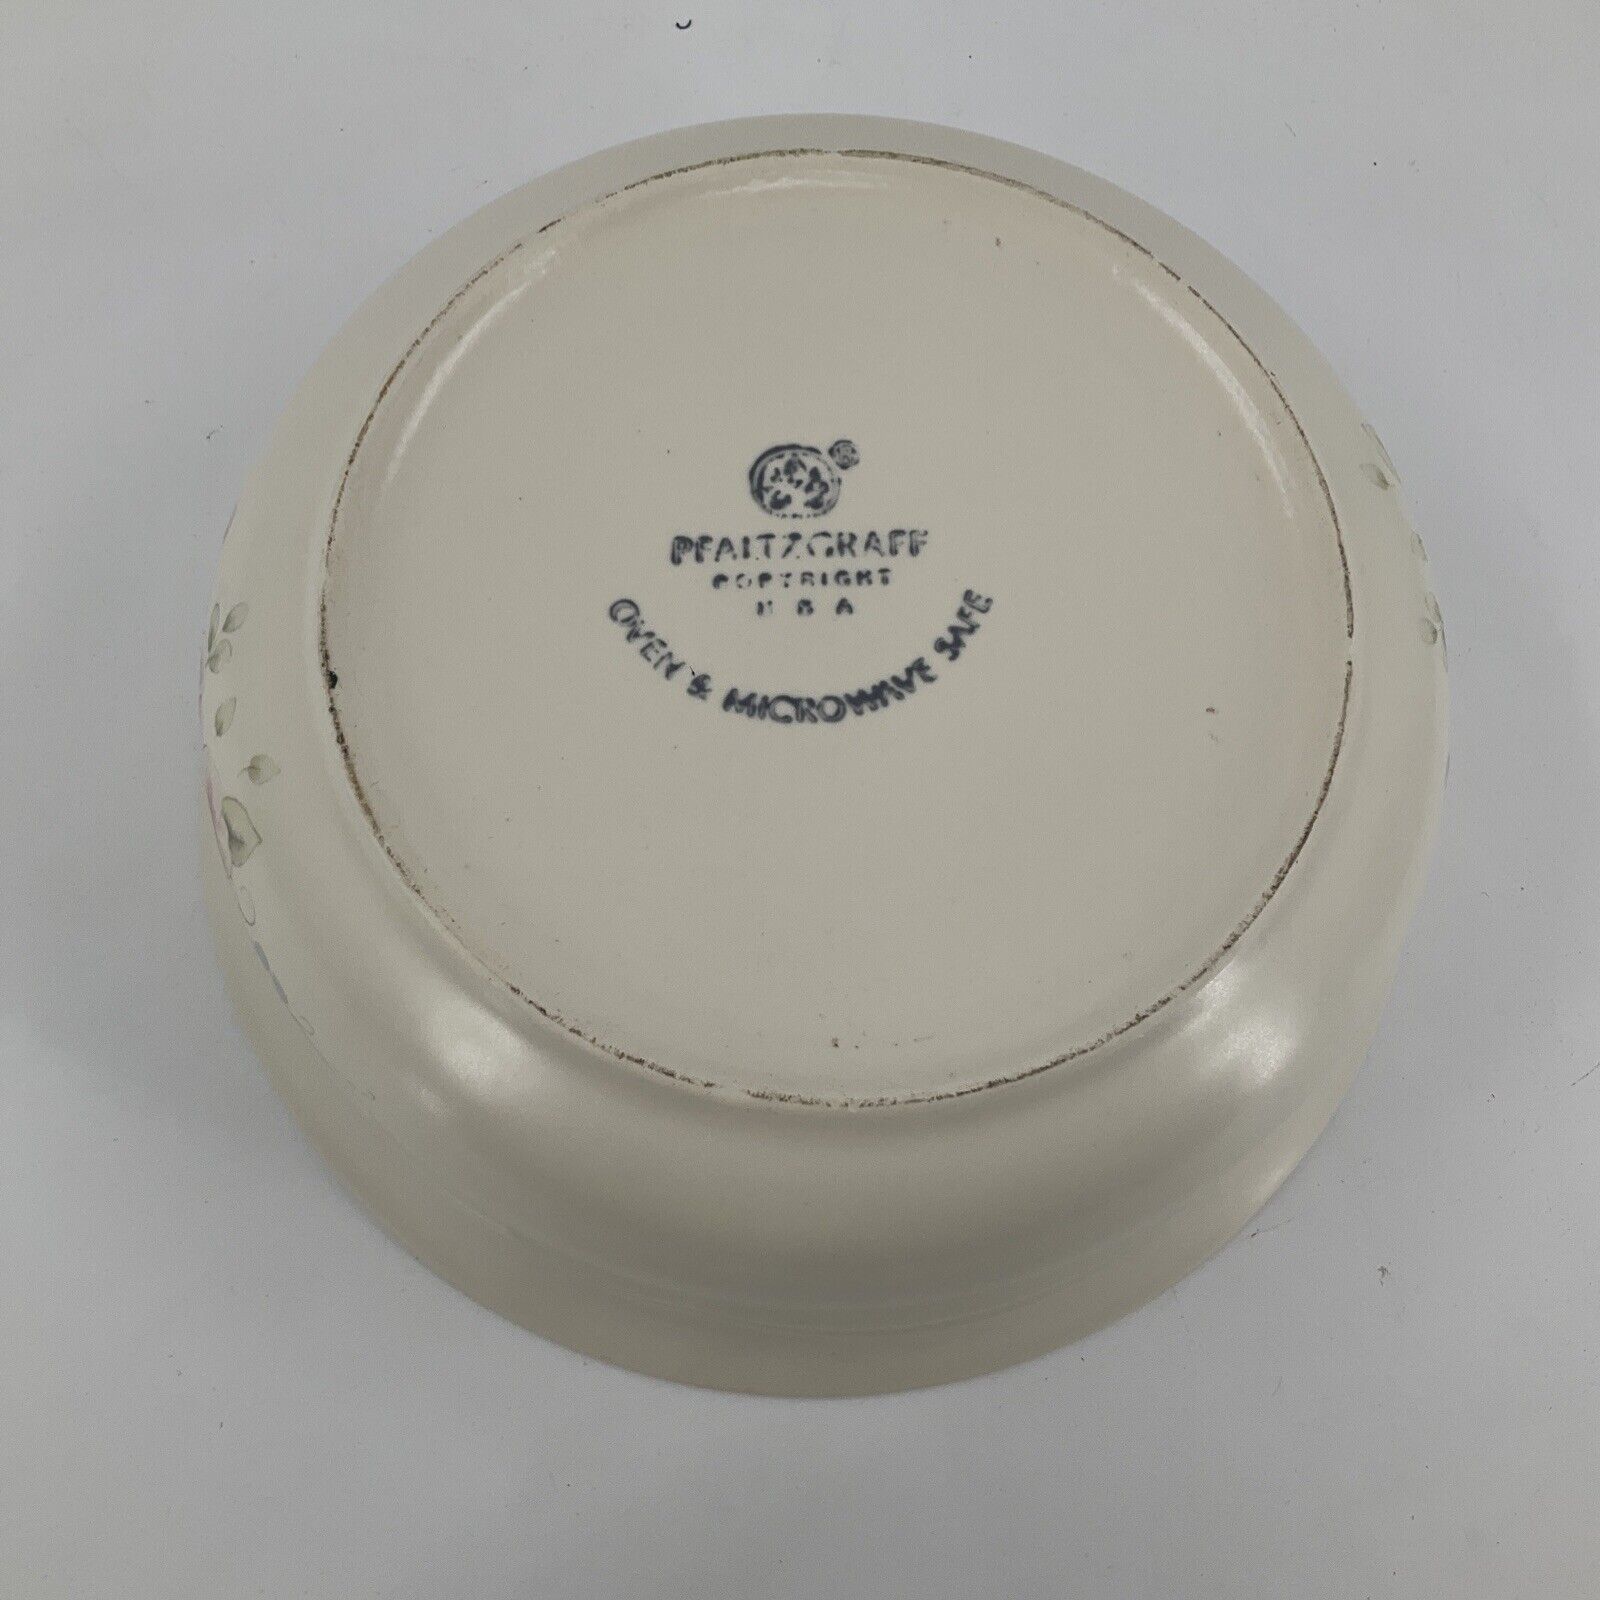 PFALTZGRAFF
COPYRIGHT
USA
OVEN & MICROWAVE SAFE